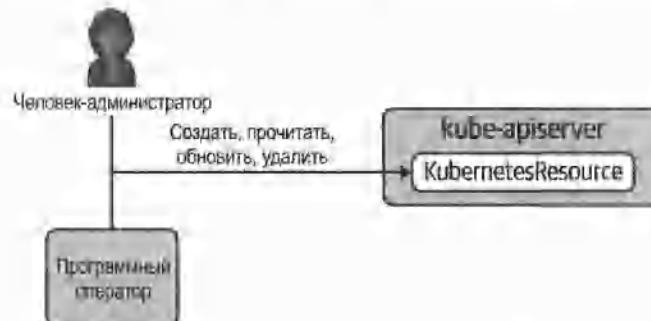 Человек-администратор
Создать, прочитать,
обновить, удалить
kube-apiserver
KubernetesResource
Программный
оператор